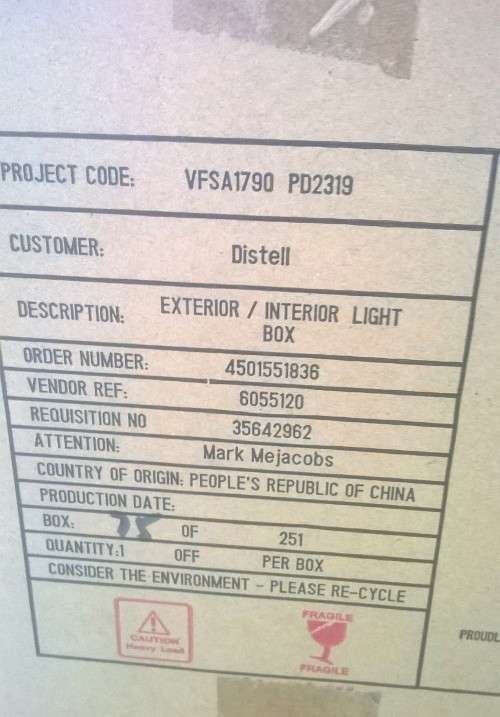 PROJECT CODE: VFSA1790 PD2319
CUSTOMER: Distell
DESCRIPTION: EXTERIOR / INTERIOR LIGHT
BOX
ORDER NUMBER: 4501551836
VENDOR REF: 6055120
REQUISITION NO 35642962
ATTENTION: Mark Mejacobs
COUNTRY OF ORIGIN: PEOPLE'S REPUBLIC OF CHINA
PRODUCTION DATE:
BOX: OF 251
QUANTITY:1 OFF PER BOX
CONSIDER THE ENVIRONMENT - PLEASE RE-CYCLE
CAUTION
Heavy Load
FRAGILE
FRAGILE